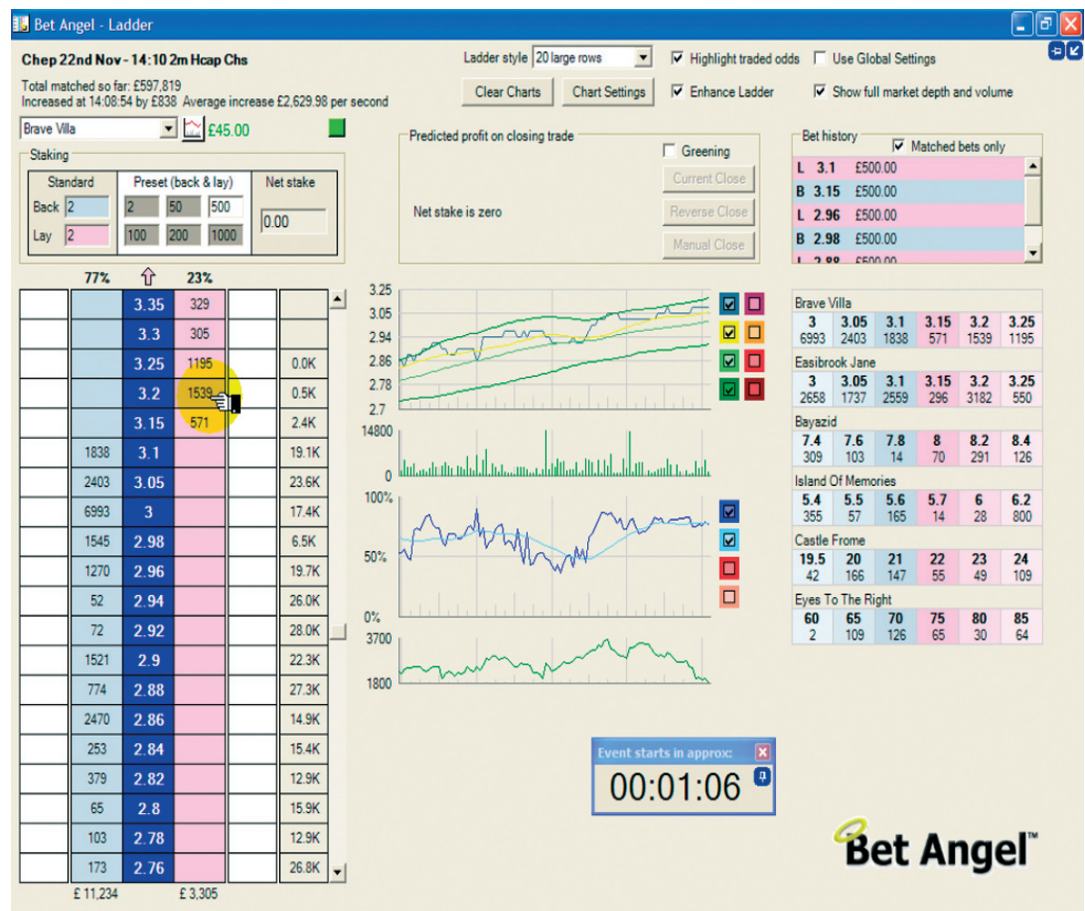 Bet Angel - Ladder
Chep 22nd Nov - 14:10 2m Hcap Chs
Total matched so far: £597,819
Increased at 14:08:54 by £838 Average increase £2,629.98 per second
Ladder style 20 large rows
Highlight traded odds
Use Global Settings
Clear Charts
Chart Settings
Enhance Ladder
Show full market depth and volume
Brave Villa
£45.00
Staking
Standard
Preset (back & lay)
Net stake
Back 2
2 50 500
0.00
Lay 2
100 200 1000
Predicted profit on closing trade
Greening
Current Close
Net stake is zero
Reverse Close
Manual Close
Bet history
Matched bets only
L 3.1 £500.00
B 3.15 £500.00
L 2.96 £500.00
B 2.98 £500.00
L 2.88 £500.00
77% 23%
3.35 329
3.3 305
3.25 1195 0.0K
3.2 1539 0.5K
3.15 571 2.4K
1838 3.1 19.1K
2403 3.05 23.6K
6993 3 17.4K
1545 2.98 6.5K
1270 2.96 19.7K
52 2.94 26.0K
72 2.92 28.0K
1521 2.9 22.3K
774 2.88 27.3K
2470 2.86 14.9K
253 2.84 15.4K
379 2.82 12.9K
65 2.8 15.9K
103 2.78 12.9K
173 2.76 26.8K
£ 11,234 £ 3,305
3.25
3.05
2.94
2.86
2.78
2.7
14800
0
100%
50%
0%
3700
1800
Brave Villa
3 3.05 3.1 3.15 3.2 3.25
6993 2403 1838 571 1539 1195
Easibrook Jane
3 3.05 3.1 3.15 3.2 3.25
2658 1737 2559 296 3182 550
Bayazid
7.4 7.6 7.8 8 8.2 8.4
309 103 14 70 291 126
Island Of Memories
5.4 5.5 5.6 5.7 6 6.2
355 57 165 14 28 800
Castle Frome
19.5 20 21 22 23 24
42 166 147 55 49 109
Eyes To The Right
60 65 70 75 80 85
2 109 126 65 30 64
Event starts in approx:
00:01:06
Bet Angel™